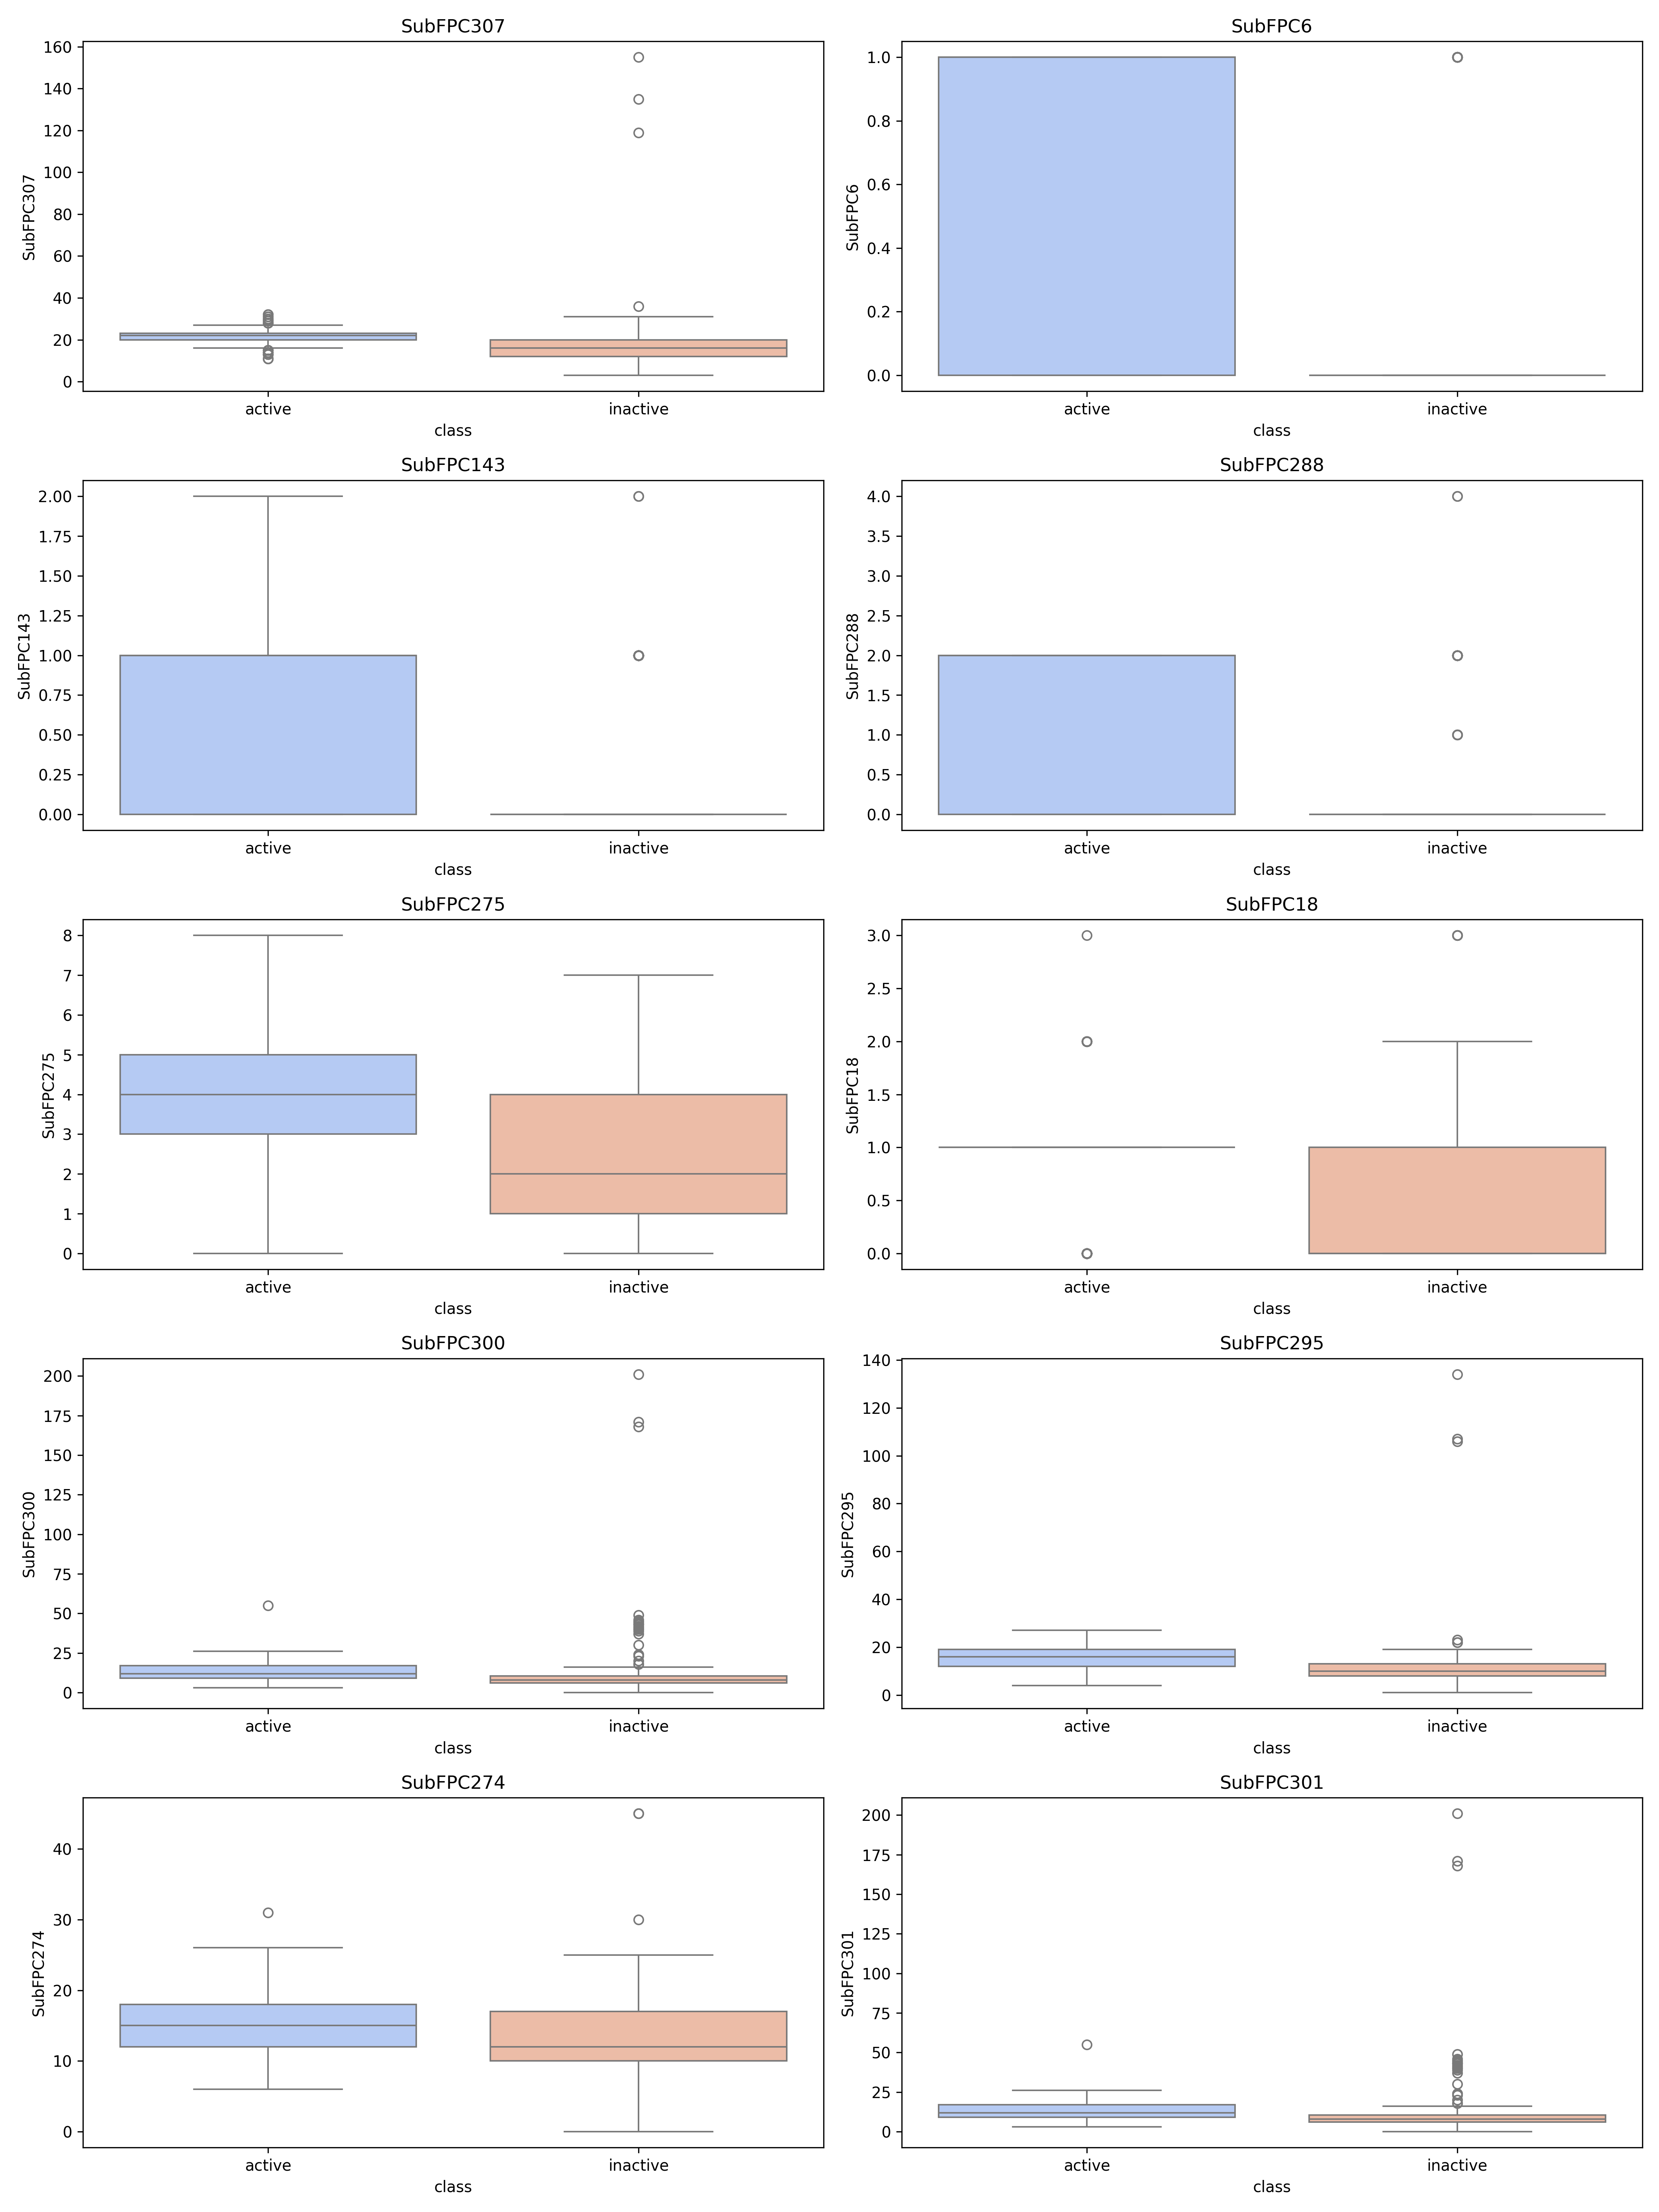 SubFPC307
160
140
120
100
80
60
40
20
0
SubFPC307
active
inactive
class
SubFPC6
1.0
0.8
0.6
0.4
0.2
0.0
SubFPC6
active
inactive
class
SubFPC143
2.00
1.75
1.50
1.25
1.00
0.75
0.50
0.25
0.00
SubFPC143
active
inactive
class
SubFPC288
4.0
3.5
3.0
2.5
2.0
1.5
1.0
0.5
0.0
SubFPC288
active
inactive
class
SubFPC275
8
7
6
5
4
3
2
1
0
SubFPC275
active
inactive
class
SubFPC18
3.0
2.5
2.0
1.5
1.0
0.5
0.0
SubFPC18
active
inactive
class
SubFPC300
200
175
150
125
100
75
50
25
0
SubFPC300
active
inactive
class
SubFPC295
140
120
100
80
60
40
20
0
SubFPC295
active
inactive
class
SubFPC274
40
30
20
10
0
SubFPC274
active
inactive
class
SubFPC301
200
175
150
125
100
75
50
25
0
SubFPC301
active
inactive
class